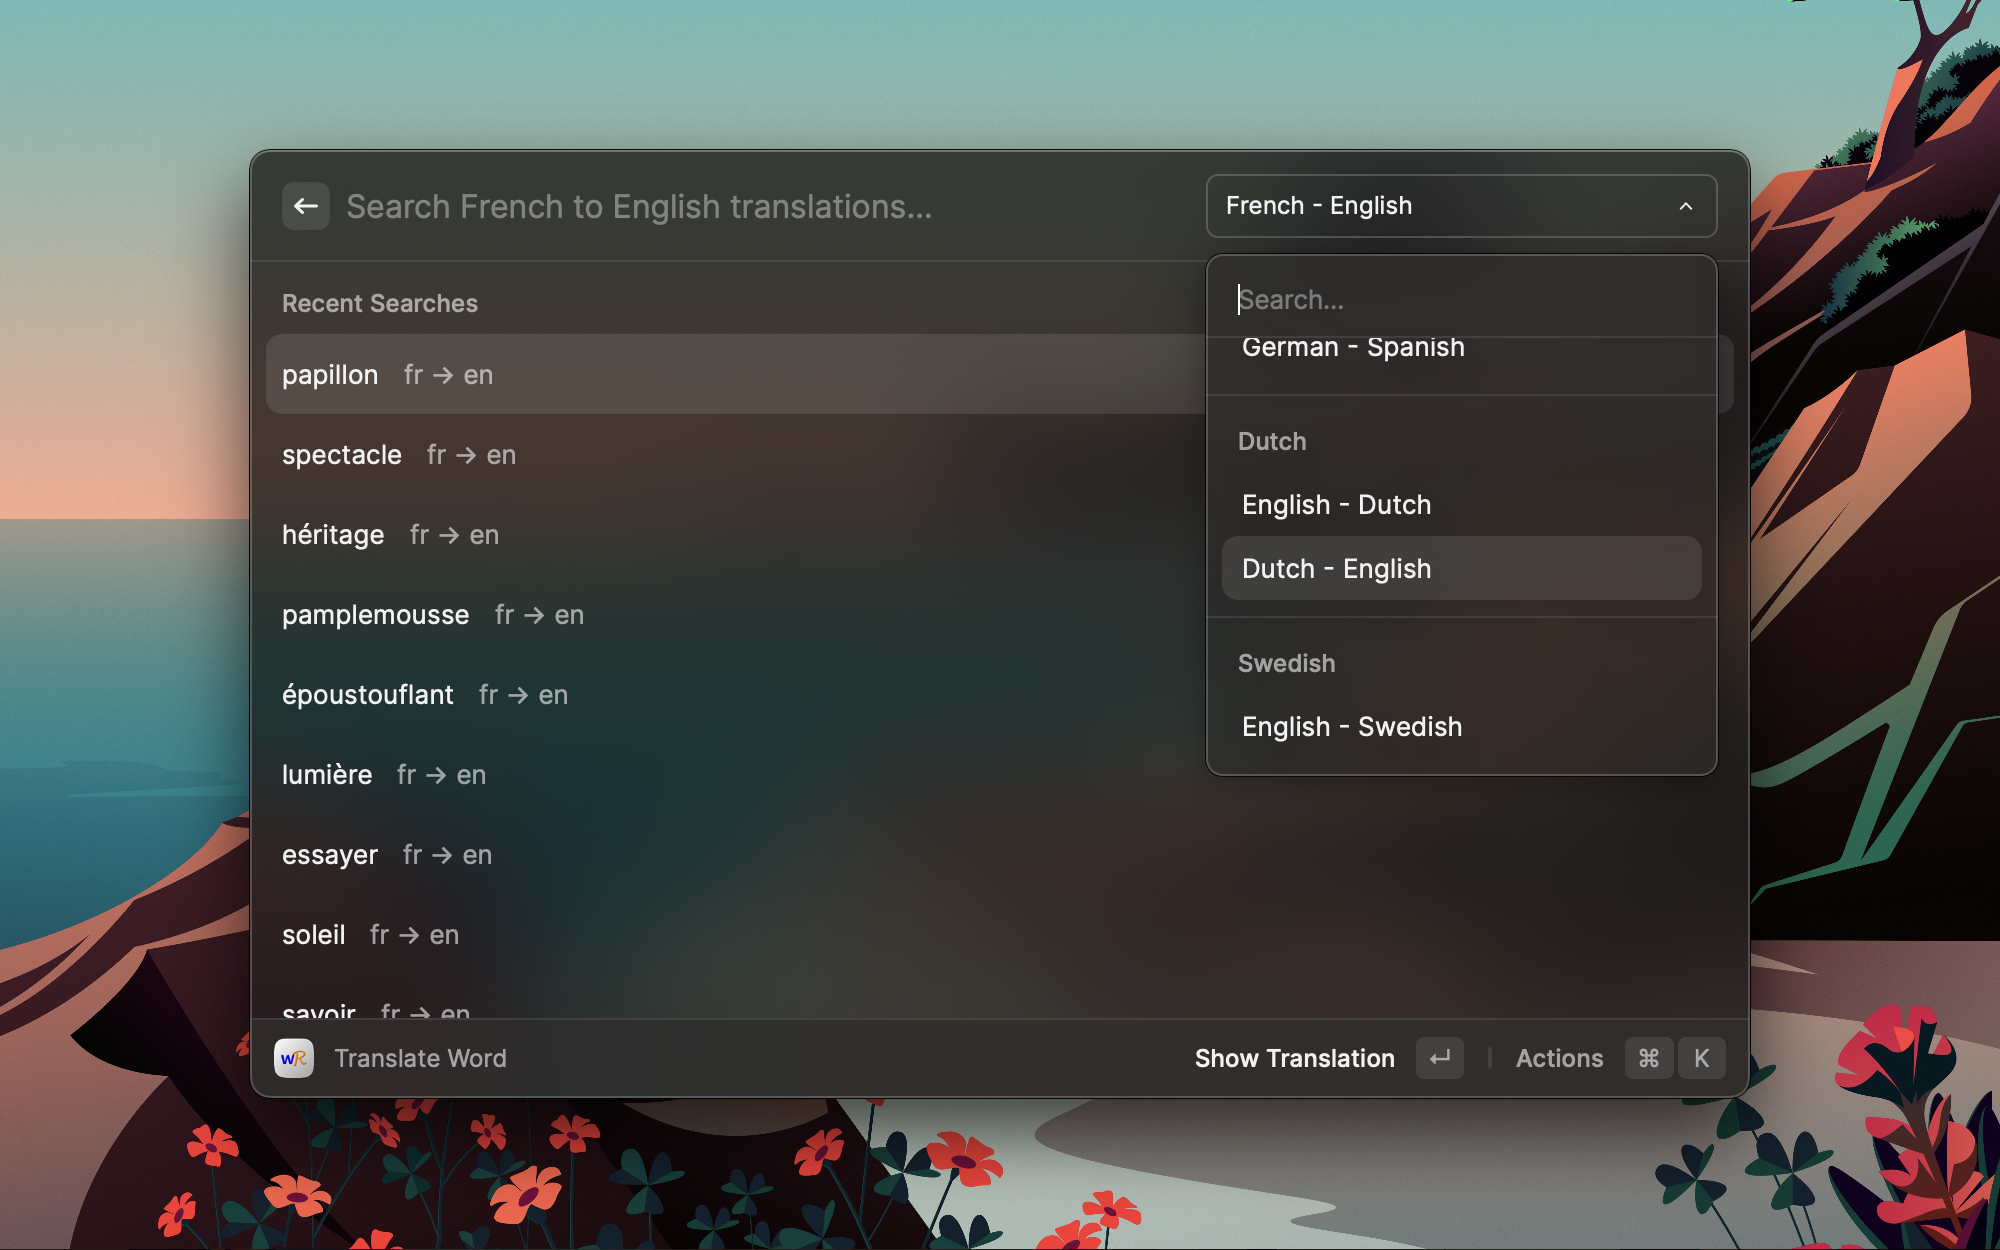 Search French to English translations...
French - English
Recent Searches
papillon fr → en
spectacle fr → en
héritage fr → en
pamplemousse fr → en
époustouflant fr → en
lumière fr → en
essayer fr → en
soleil fr → en
savoir fr → en
Search...
German - Spanish
Dutch
English - Dutch
Dutch - English
Swedish
English - Swedish
WR Translate Word
Show Translation ↵ | Actions ⌘ K